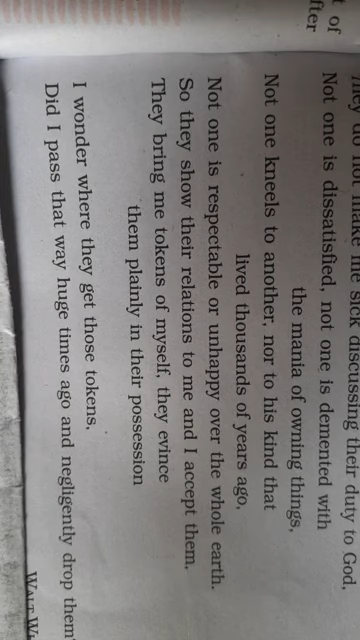 t of
fter
They do not make me sick discussing their duty to God,
Not one is dissatisfied, not one is demented with
the mania of owning things,
Not one kneels to another, nor to his kind that
lived thousands of years ago,
Not one is respectable or unhappy over the whole earth.
So they show their relations to me and I accept them,
They bring me tokens of myself, they evince
them plainly in their possession
I wonder where they get those tokens,
Did I pass that way huge times ago and negligently drop them
WALT W